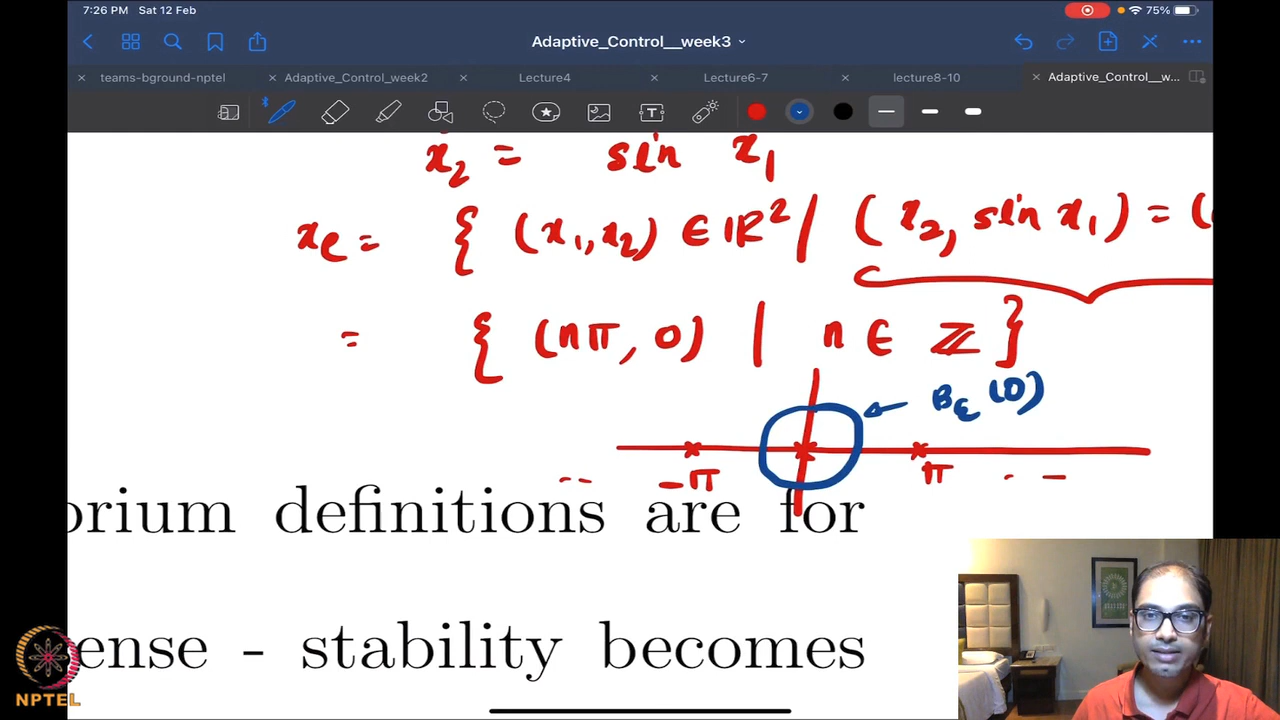 7:26 PM Sat 12 Feb 75%
Adaptive_Control__week3
teams-bground-nptel Adaptive_Control_week2 Lecture4 Lecture6-7 lecture8-10 Adaptive_Control__w...
ẋ₂ = sin x₁
xₑ = { (x₁, x₂) ∈ ℝ² | (x₂, sin x₁) = (
= { (nπ, 0) | n ∈ ℤ }
B_ε (0)
-π π
orium definitions are for
ense - stability becomes
NPTEL